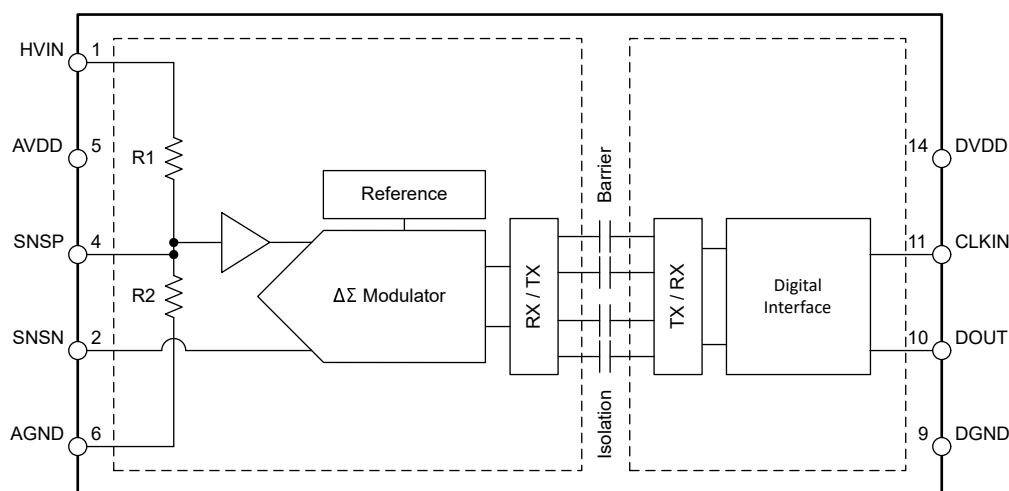 HVIN 1
AVDD 5
R1
SNSP 4
R2
SNSN 2
AGND 6
Reference
ΔΣ Modulator
RX / TX
Barrier
Isolation
TX / RX
Digital
Interface
14 DVDD
11 CLKIN
10 DOUT
9 DGND